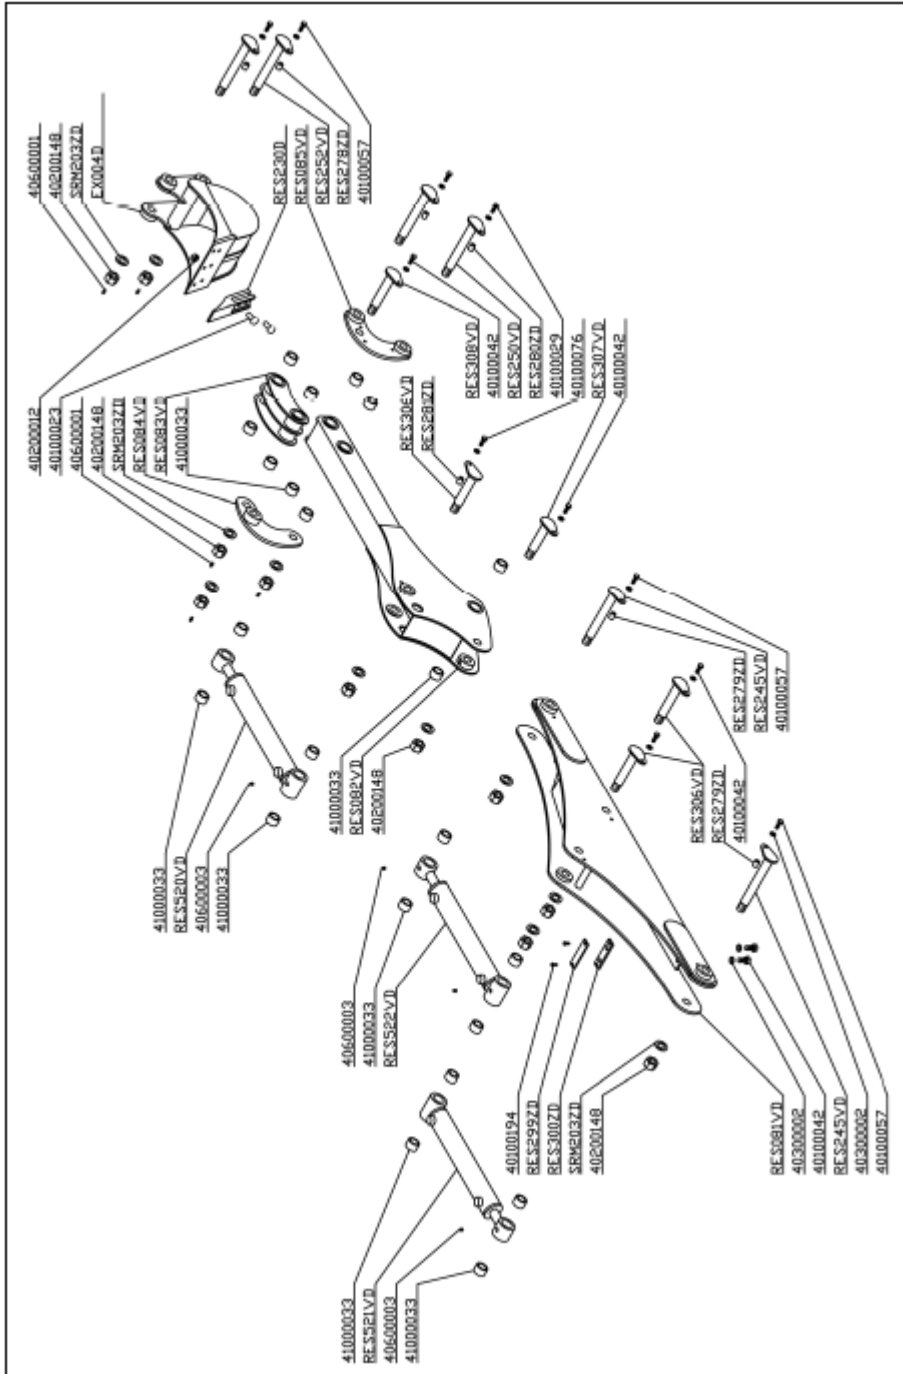 40600001
40200148
SRM203ZD
EX004D
RES230D
RES085VD
RES252VD
RES278ZD
40100057
40200012
40100023
40600001
40200148
SRM203ZD
RES084VD
RES083VD
41000033
RES308VD
40100042
RES250VD
RES280ZD
40100029
40100076
RES307VD
40100042
RES306VD
RES281ZD
41000033
RES520VD
40600003
41000033
41000033
RES082VD
40200148
RES279ZD
RES245VD
40100057
RES306VD
RES279ZD
40100042
40600003
41000033
RES522VD
40100194
RES299ZD
RES300ZD
SRM203ZD
40200148
RES081VD
40300002
40100042
RES245VD
40300002
40100057
41000033
RES521VD
40600003
41000033